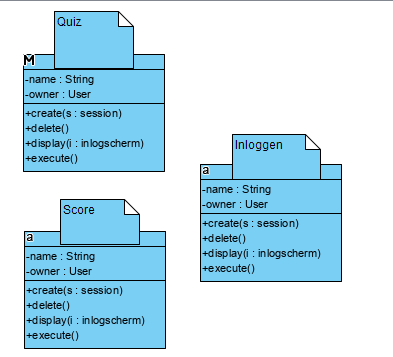 Quiz
M
-name : String
-owner : User
+create(s : session)
+delete()
+display(i : inlogscherm)
+execute()
Inloggen
a
-name : String
-owner : User
+create(s : session)
+delete()
+display(i : inlogscherm)
+execute()
Score
a
-name : String
-owner : User
+create(s : session)
+delete()
+display(i : inlogscherm)
+execute()